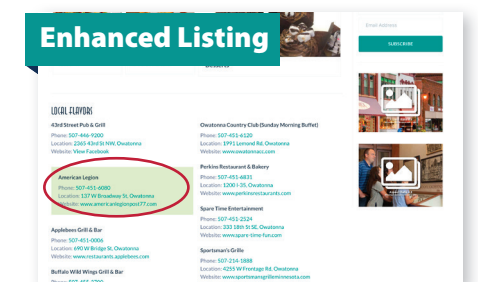 Enhanced Listing
Desserts
Email Address
SUBSCRIBE
LOCAL FLAVORS
43rd Street Pub & Grill
Phone: 507-446-9200
Location: 2365 43rd St NW, Owatonna
Website: View Facebook
American Legion
Phone: 507-451-6080
Location: 137 W Broadway St, Owatonna
Website: www.americanlegionpost77.com
Applebees Grill & Bar
Phone: 507-451-0006
Location: 690 W Bridge St, Owatonna
Website: www.restaurants.applebees.com
Buffalo Wild Wings Grill & Bar
Owatonna Country Club (Sunday Morning Buffet)
Phone: 507-451-6120
Location: 1991 Lemond Rd, Owatonna
Website: www.owatonnacc.com
Perkins Restaurant & Bakery
Phone: 507-451-6831
Location: 1200 I-35, Owatonna
Website: www.perkinsrestaurants.com
Spare Time Entertainment
Phone: 507-451-2524
Location: 333 18th St SE, Owatonna
Website: www.spare-time-fun.com
Sportsman's Grille
Phone: 507-214-1888
Location: 4255 W Frontage Rd, Owatonna
Website: www.sportsmansgrilleminnesota.com